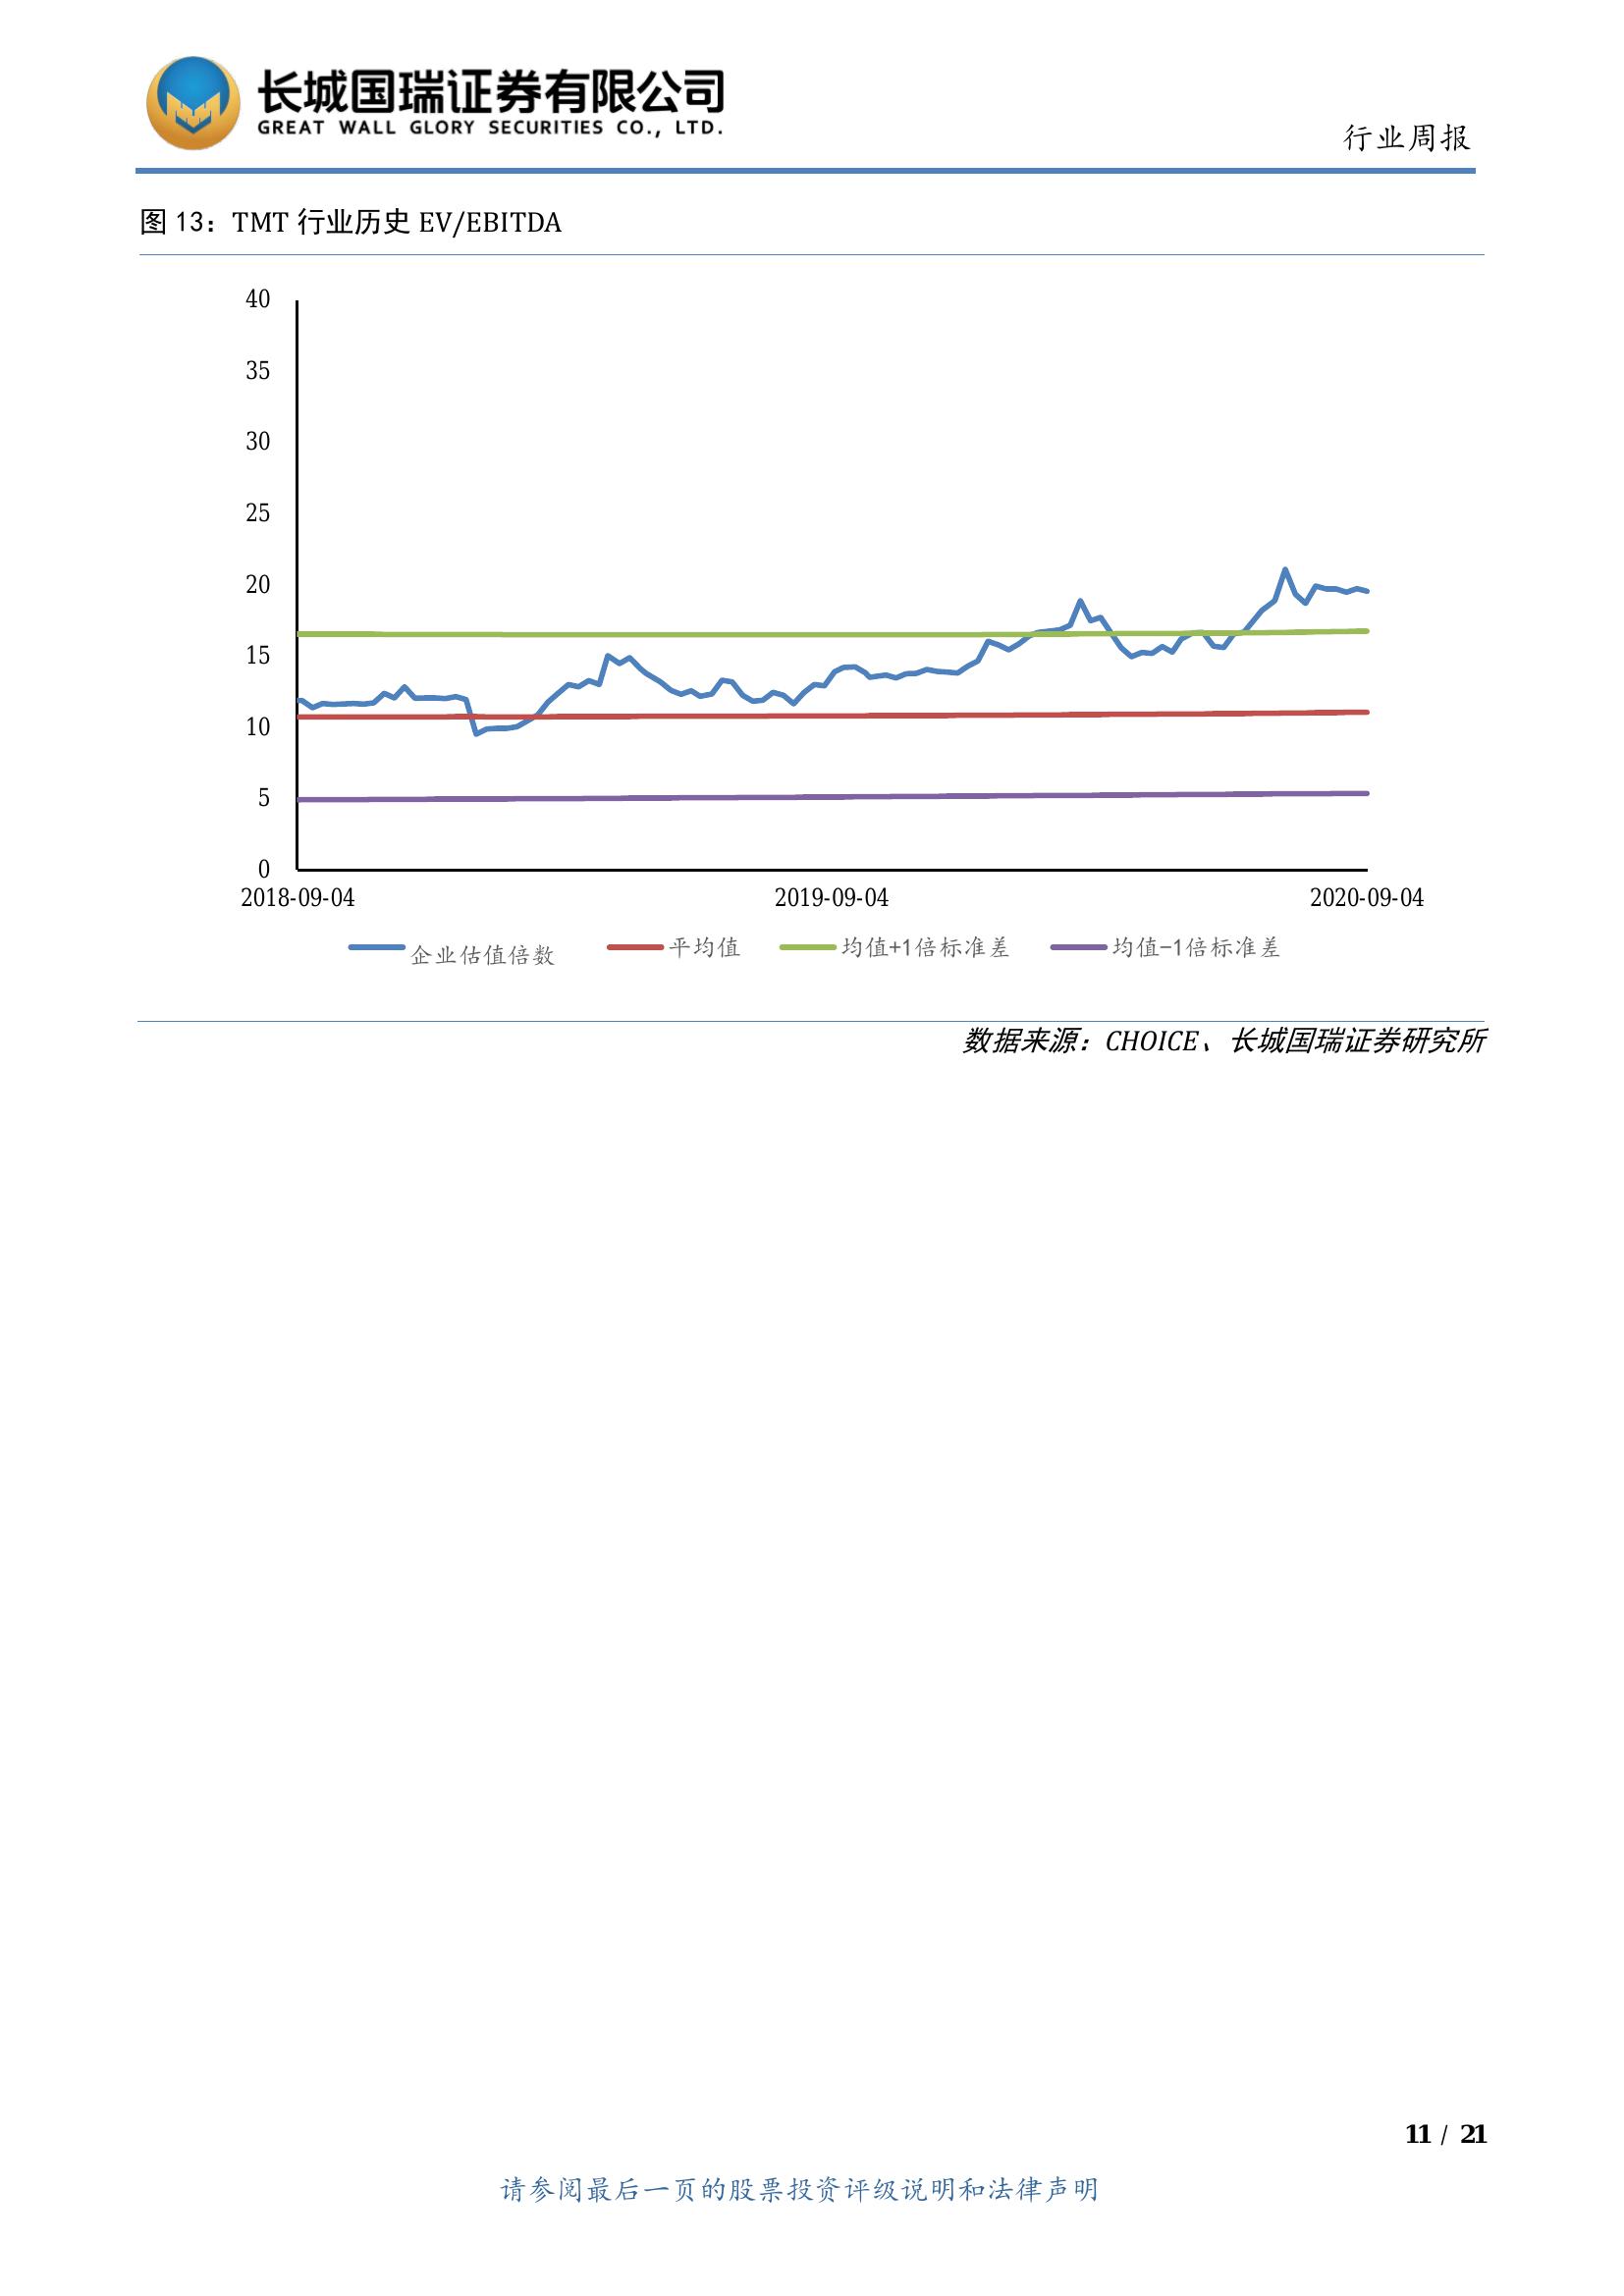 长城国瑞证券有限公司
GREAT WALL GLORY SECURITIES CO., LTD.
行业周报
图 13：TMT 行业历史 EV/EBITDA
40
35
30
25
20
15
10
5
0
2018-09-04 2019-09-04 2020-09-04
企业估值倍数 平均值 均值+1倍标准差 均值-1倍标准差
数据来源：CHOICE、长城国瑞证券研究所
11 / 21
请参阅最后一页的股票投资评级说明和法律声明